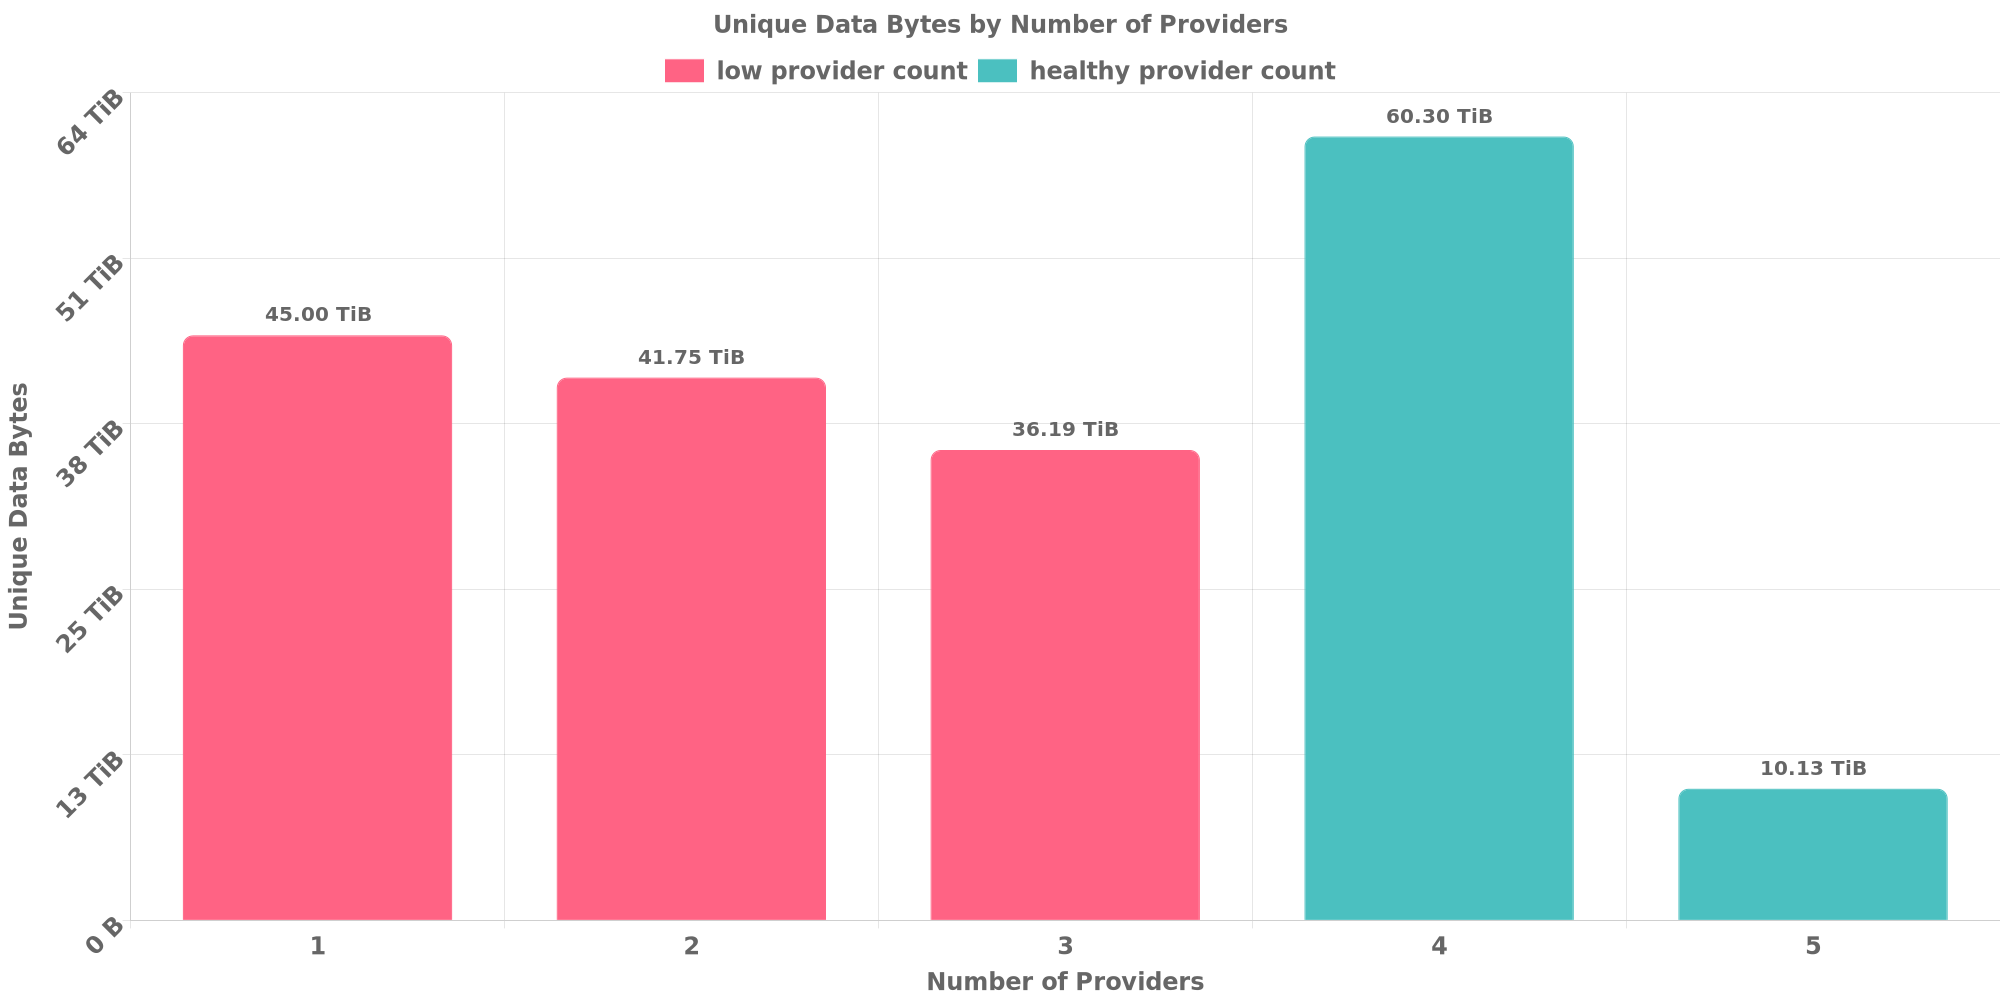 Unique Data Bytes by Number of Providers
low provider count
healthy provider count
64 TiB
51 TiB
38 TiB
25 TiB
13 TiB
0 B
Unique Data Bytes
45.00 TiB
41.75 TiB
36.19 TiB
60.30 TiB
10.13 TiB
1
2
3
4
5
Number of Providers